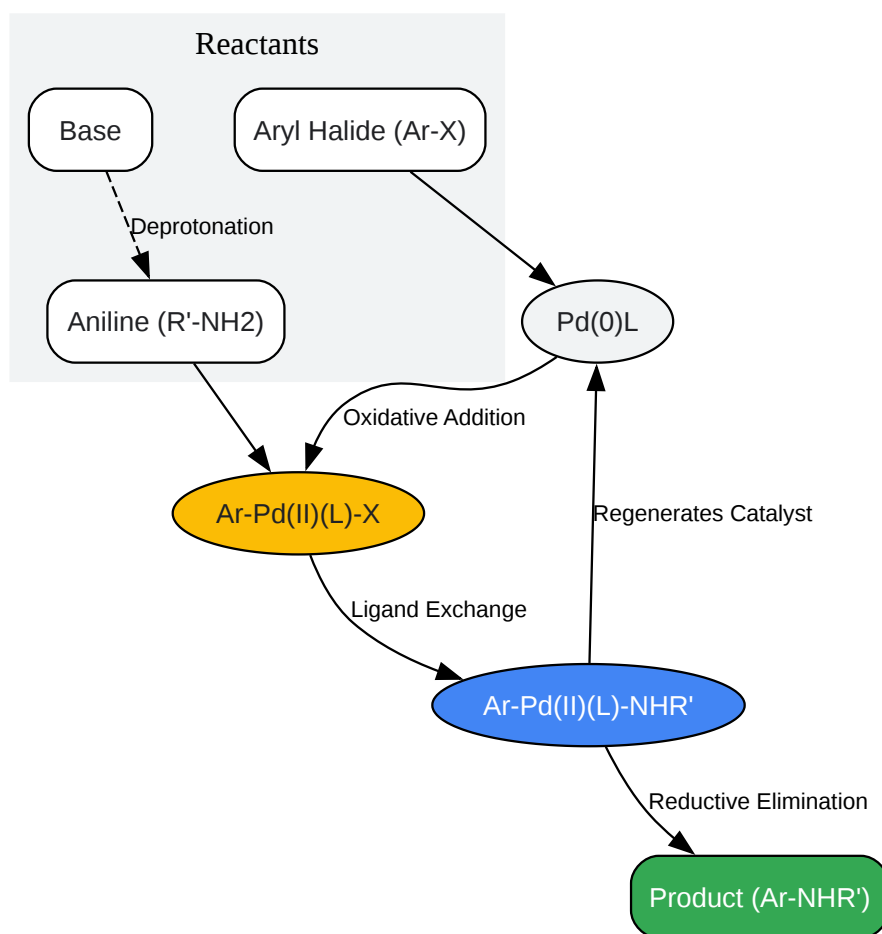 Reactants
Base
Aryl Halide (Ar-X)
Deprotonation
Aniline (R'-NH2)
Pd(0)L
Oxidative Addition
Ar-Pd(II)(L)-X
Regenerates Catalyst
Ligand Exchange
Ar-Pd(II)(L)-NHR'
Reductive Elimination
Product (Ar-NHR')